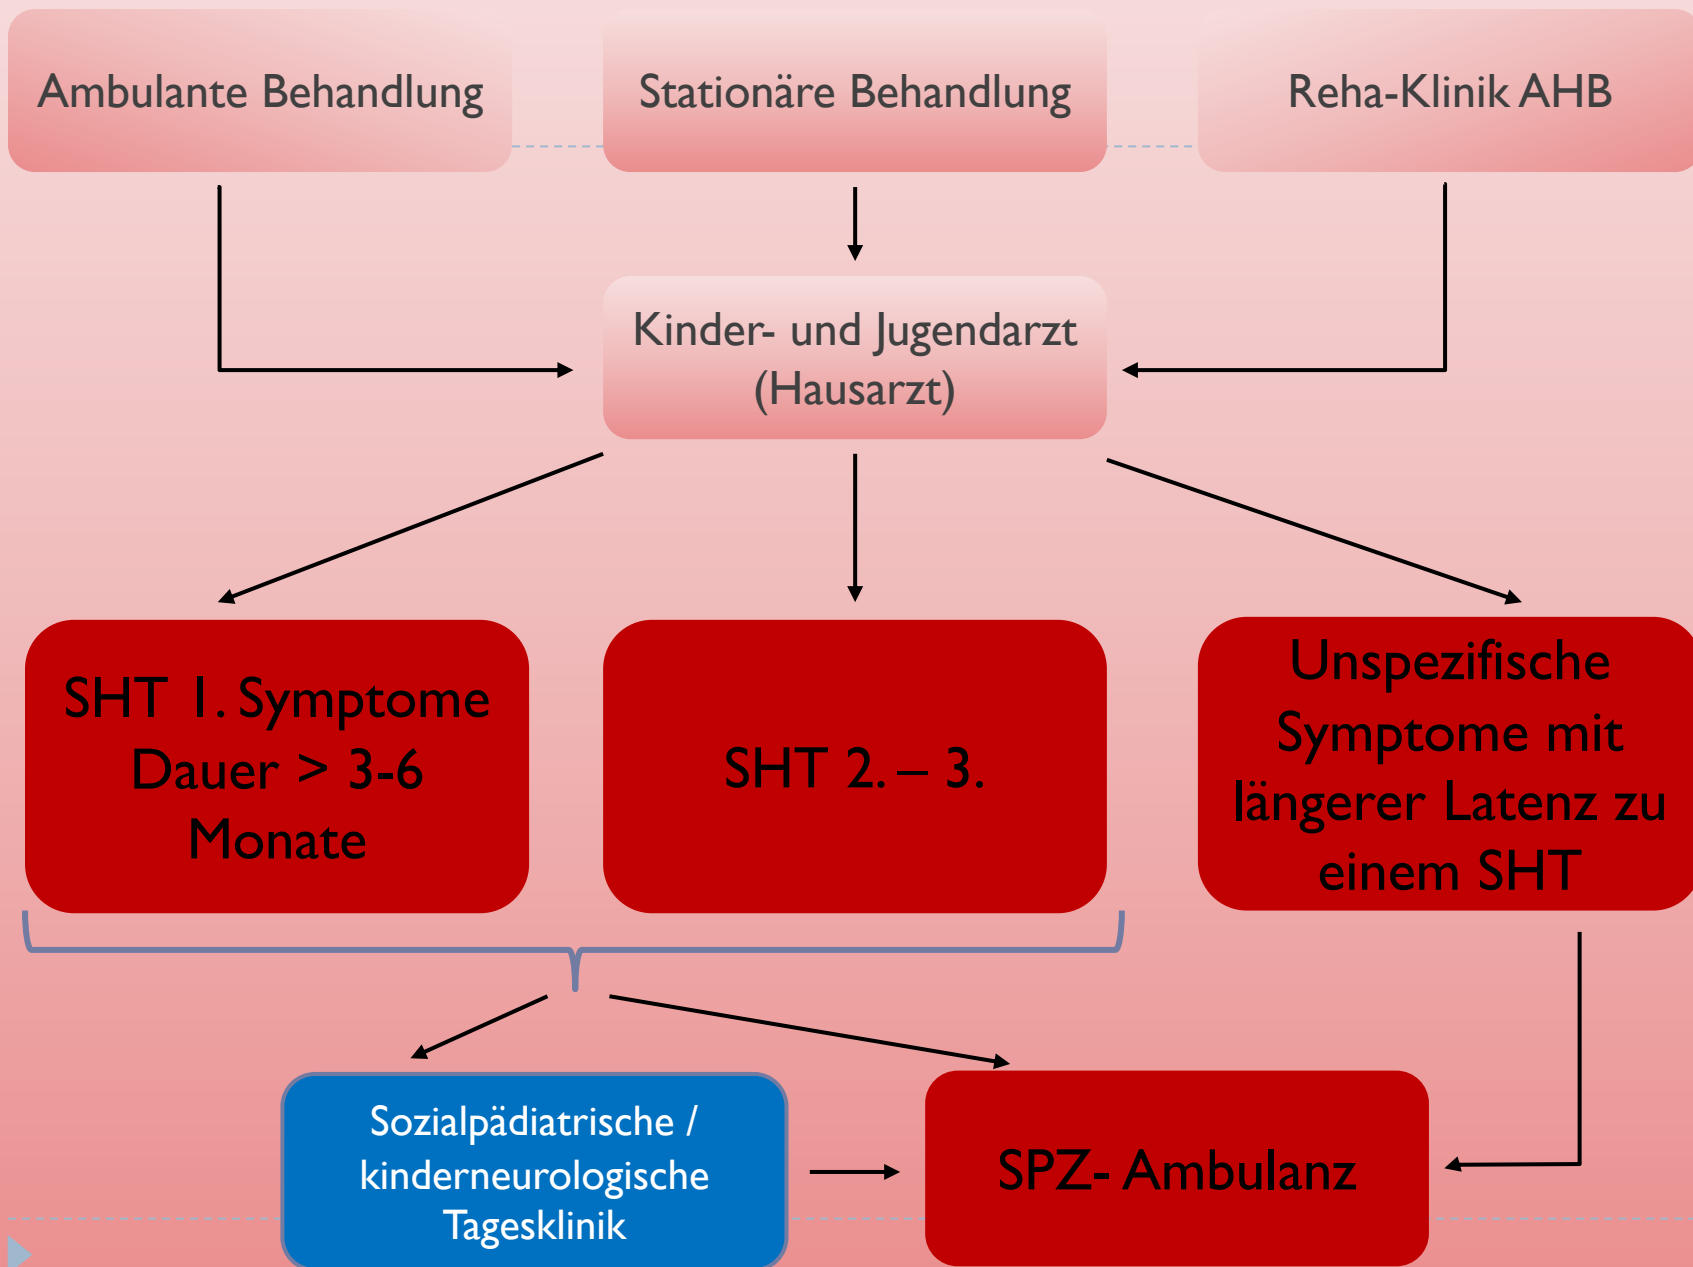 Ambulante Behandlung
Stationäre Behandlung
Reha-Klinik AHB
Kinder- und Jugendarzt
(Hausarzt)
SHT 1. Symptome
Dauer > 3-6
Monate
SHT 2. – 3.
Unspezifische
Symptome mit
längerer Latenz zu
einem SHT
Sozialpädiatrische /
kinderneurologische
Tagesklinik
SPZ- Ambulanz